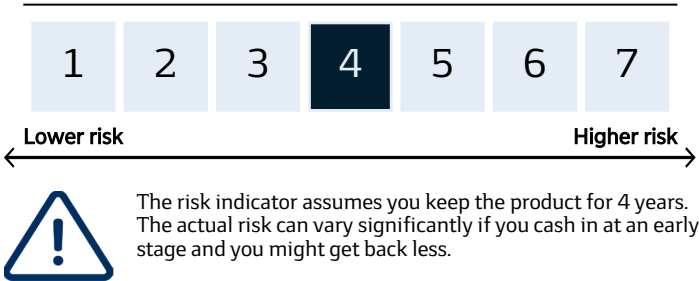 1 2 3 4 5 6 7
Lower risk Higher risk
The risk indicator assumes you keep the product for 4 years.
The actual risk can vary significantly if you cash in at an early
stage and you might get back less.